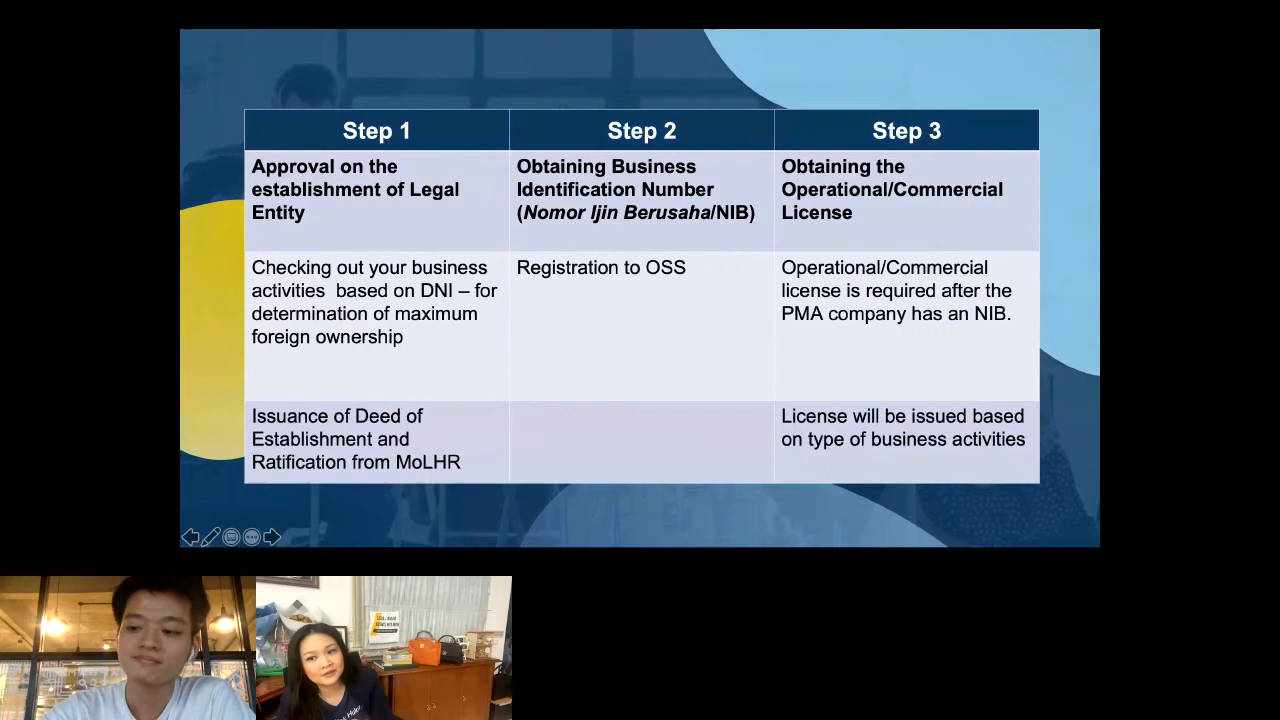 Step 1
Step 2
Step 3
Approval on the
establishment of Legal
Entity
Obtaining Business
Identification Number
(Nomor Ijin Berusaha/NIB)
Obtaining the
Operational/Commercial
License
Checking out your business
activities based on DNI – for
determination of maximum
foreign ownership
Registration to OSS
Operational/Commercial
license is required after the
PMA company has an NIB.
Issuance of Deed of
Establishment and
Ratification from MoLHR
License will be issued based
on type of business activities